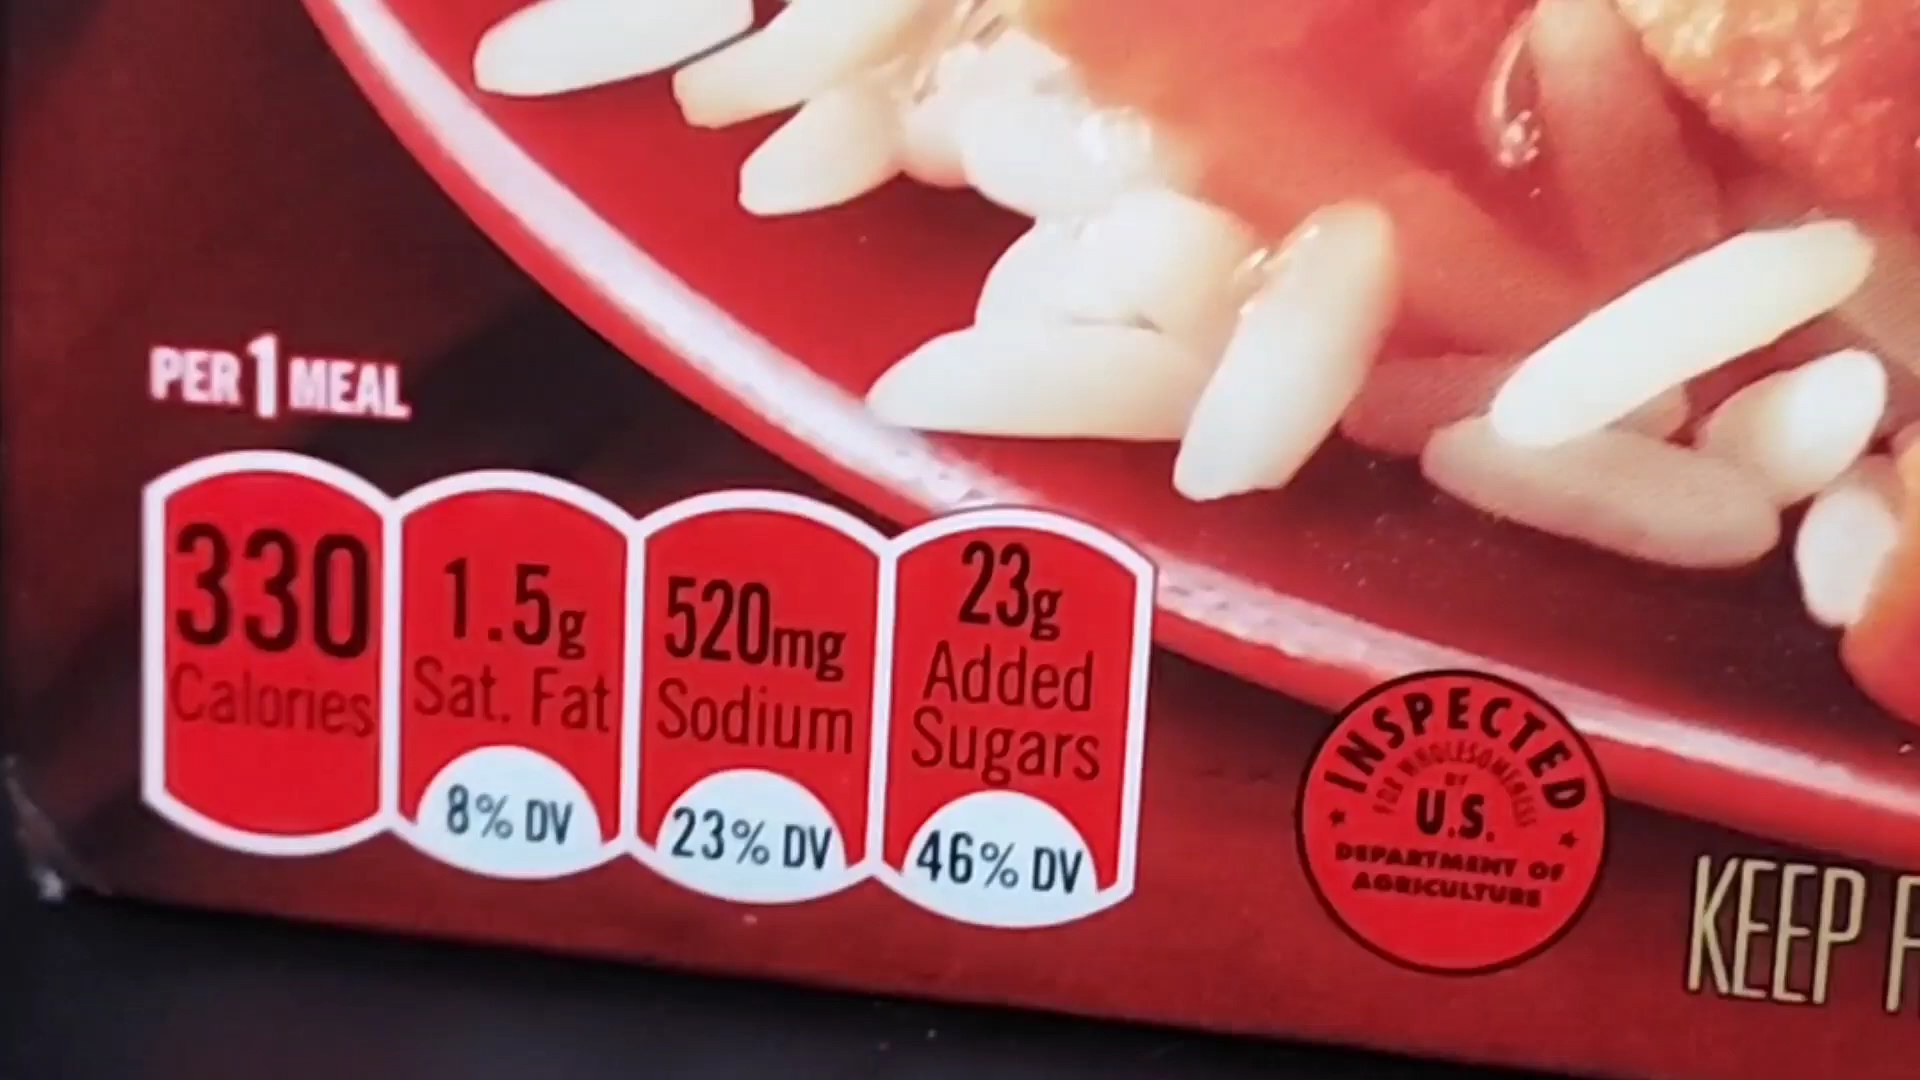 PER 1 MEAL
330
Calories
1.5g
Sat. Fat
8% DV
520mg
Sodium
23% DV
23g
Added
Sugars
46% DV
INSPECTED
FOR WHOLESOMENESS
BY
U.S.
DEPARTMENT OF
AGRICULTURE
KEEP